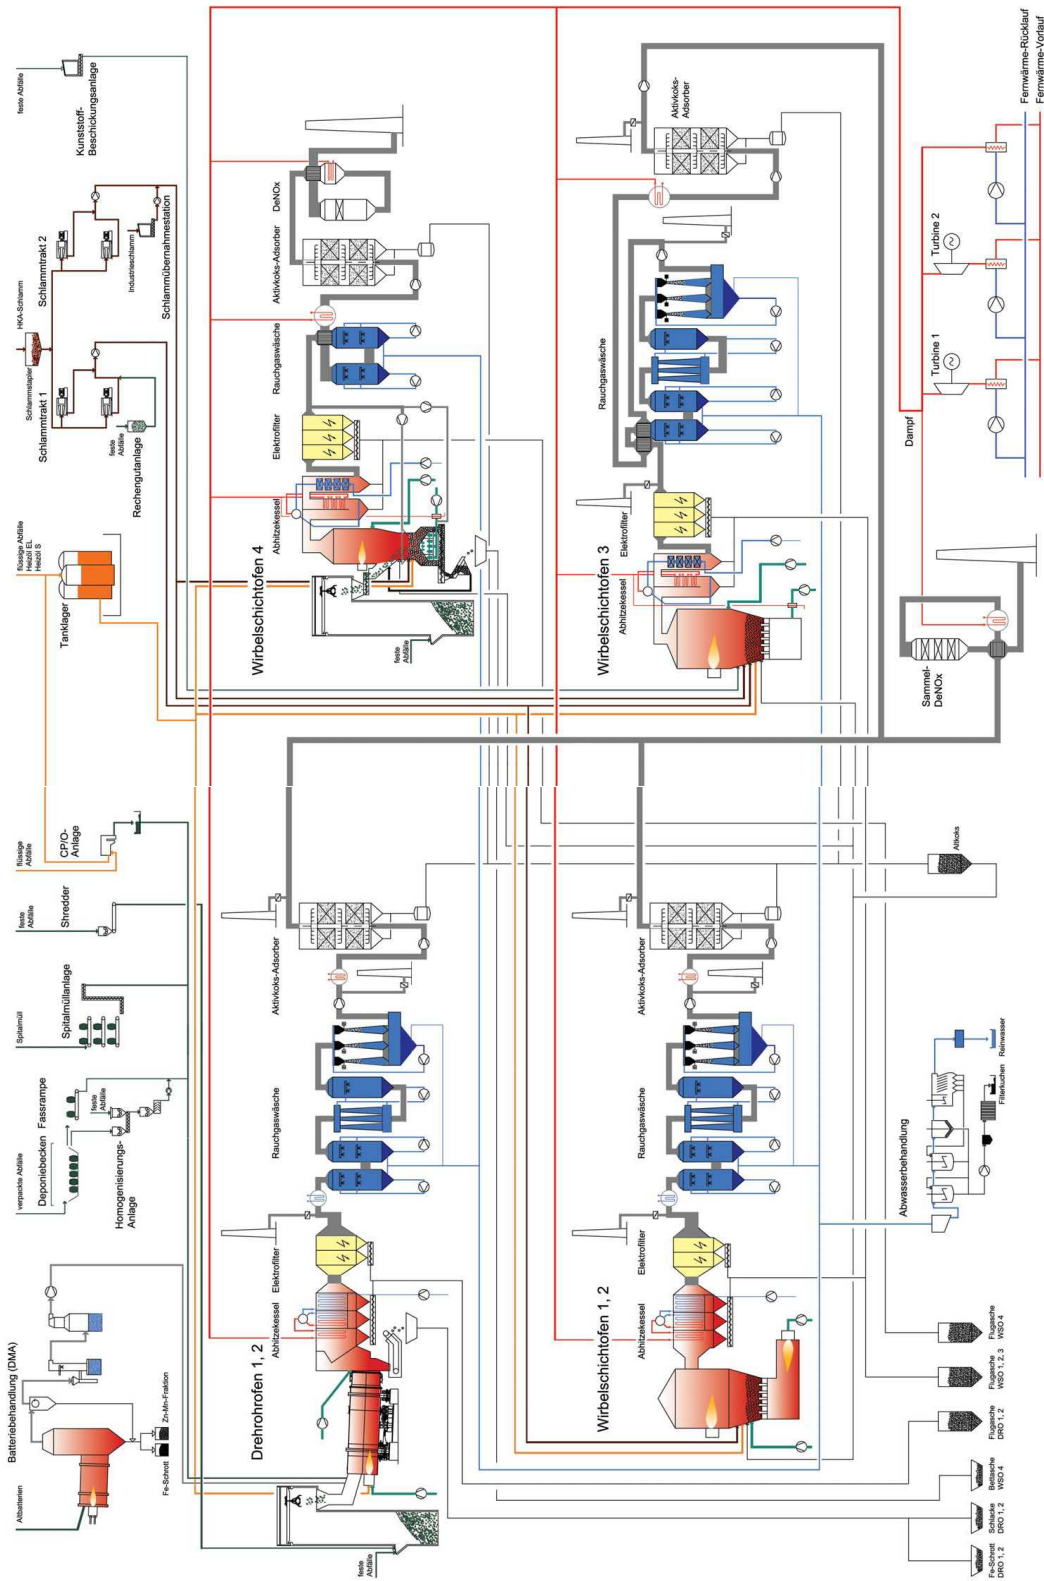 Batteriebehandlung (DMA)
Altbatterien
Fe-Schrott
Zn-Mn-Fraktion
verpackte Abfälle
Deponiebecken
Fassrampe
feste
Abfälle
Homogenisierungs-
Anlage
Spitalmüll
Spitalmüllanlage
feste
Abfälle
Shredder
flüssige
Abfälle
CP/O-
Anlage
flüssige Abfälle
Heizöl EL
Heizöl S
Tanklager
HKA-Schlamm
Schlammstapler
Schlammtrakt 1
Schlammtrakt 2
feste
Abfälle
Rechengutanlage
Industrieschlamm
Schlammübernahmestation
feste Abfälle
Kunststoff-
Beschickungsanlage
Drehrohrofen 1, 2
feste
Abfälle
Abhitzekessel
Elektrofilter
Rauchgaswäsche
Aktivkoks-Adsorber
Wirbelschichtofen 4
feste
Abfälle
Abhitzekessel
Elektrofilter
Rauchgaswäsche
Aktivkoks-Adsorber
DeNOx
Wirbelschichtofen 1, 2
Abhitzekessel
Elektrofilter
Rauchgaswäsche
Aktivkoks-Adsorber
Wirbelschichtofen 3
Abhitzekessel
Elektrofilter
Rauchgaswäsche
Aktivkoks-
Adsorber
Fe-Schrott
DRO 1, 2
Schlacke
DRO 1, 2
Bettasche
WSO 4
Flugasche
DRO 1, 2
Flugasche
WSO 1, 2, 3
Flugasche
WSO 4
Abwasserbehandlung
Filterkuchen
Reinwasser
Altkoks
Sammel-
DeNOx
Dampf
Turbine 1
Turbine 2
Fernwärme-Rücklauf
Fernwärme-Vorlauf